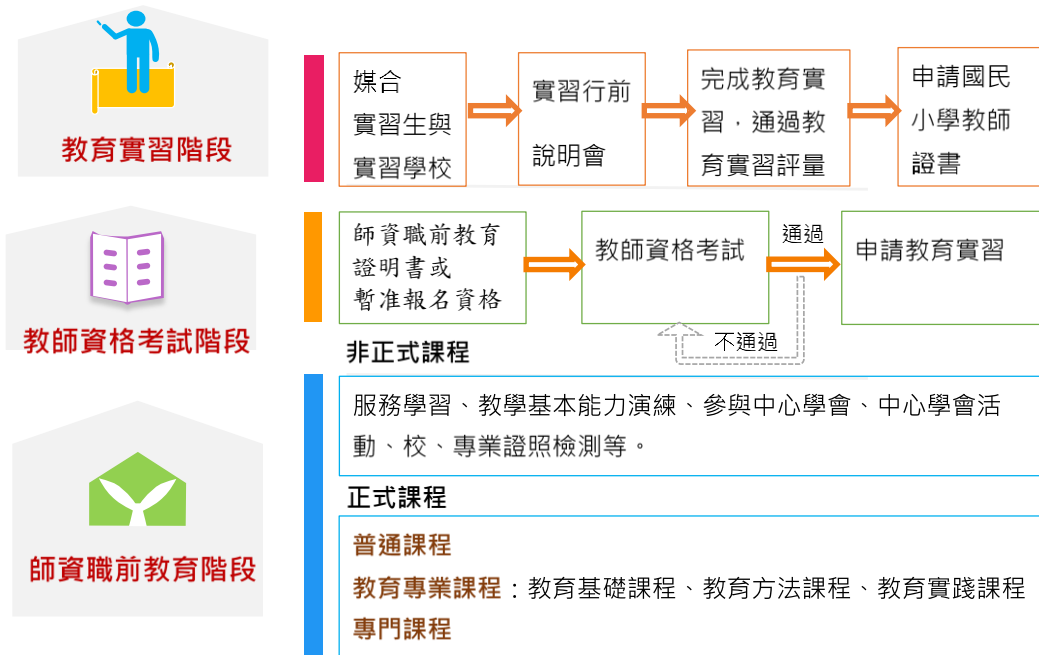 教育實習階段
媒合
實習生與
實習學校
實習行前
說明會
完成教育實
習，通過教
育實習評量
申請國民
小學教師
證書
教師資格考試階段
師資職前教育
證明書或
暫准報名資格
教師資格考試
通過
不通過
申請教育實習
師資職前教育階段
非正式課程
服務學習、教學基本能力演練、參與中心學會、中心學會活
動、校、專業證照檢測等。
正式課程
普通課程
教育專業課程：教育基礎課程、教育方法課程、教育實踐課程
專門課程